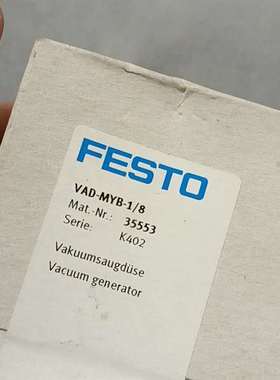 FESTO
VAD-MYB-1/8
Mat.-Nr.: 35553
Serie: K402
Vakuumsaugdüse
Vacuum generator